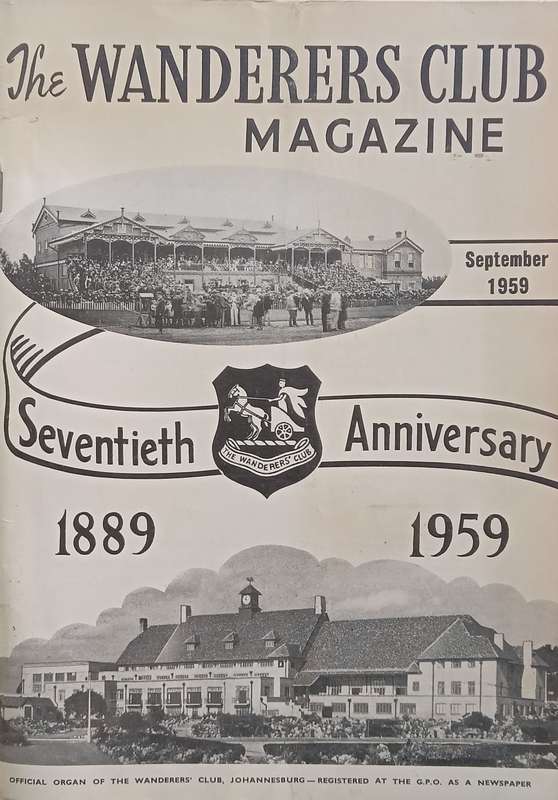 The WANDERERS CLUB
MAGAZINE
September
1959
Seventieth Anniversary
THE WANDERERS' CLUB
1889 1959
OFFICIAL ORGAN OF THE WANDERERS' CLUB, JOHANNESBURG — REGISTERED AT THE G.P.O. AS A NEWSPAPER